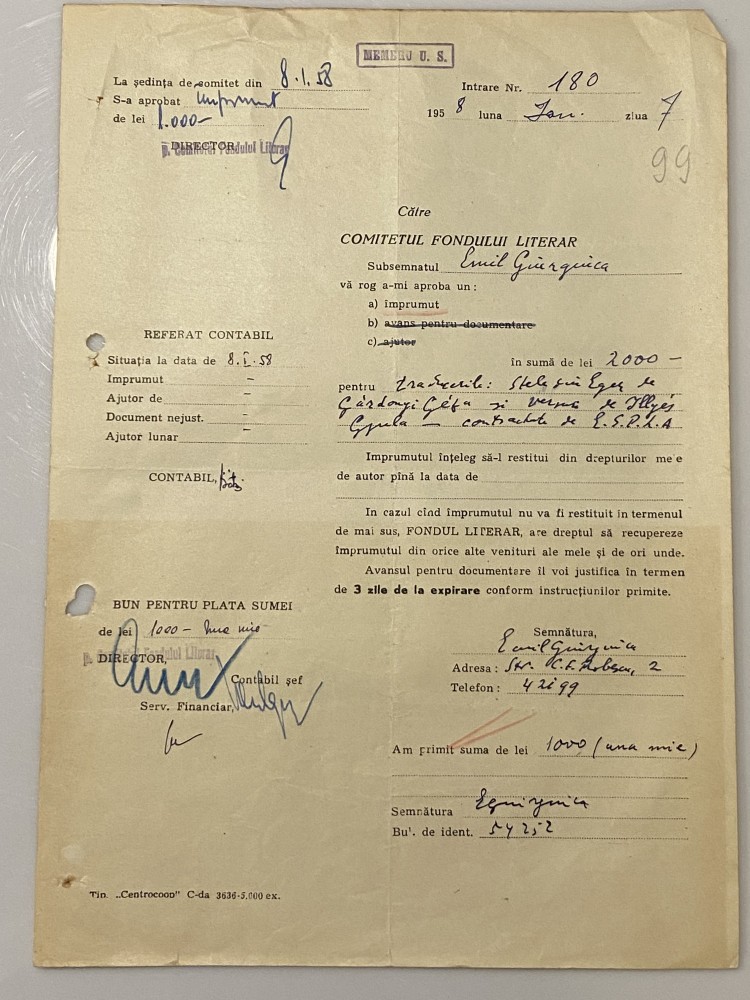 MEMBRU U. S.
La ședința de comitet din 8.I.58
S-a aprobat împrumut
de lei 1.000-
DIRECTOR,
p. Comitetul Fondului Literar
Intrare Nr. 180
1958 luna Ian. ziua 7
99
Către
COMITETUL FONDULUI LITERAR
Subsemnatul Emil Giurgiuca
vă rog a-mi aproba un :
a) împrumut
b) avans pentru documentare
c) ajutor
în sumă de lei 2000 —
pentru traducerile: Stele din Eger de
Gárdonyi Géza și versuri de Illyés
Gyula — contractate de E.S.P.L.A
Imprumutul înțeleg să-l restitui din drepturilor mele
de autor pînă la data de
In cazul cînd împrumutul nu va fi restituit în termenul
de mai sus, FONDUL LITERAR, are dreptul să recupereze
împrumutul din orice alte venituri ale mele și de ori unde.
Avansul pentru documentare îl voi justifica în termen
de 3 zile de la expirare conform instrucțiunilor primite.
REFERAT CONTABIL
Situația la data de 8.I.58
Imprumut —
Ajutor de —
Document nejust. —
Ajutor lunar —
CONTABIL,
BUN PENTRU PLATA SUMEI
de lei 1000 — una mie
p. Comitetul Fondului Literar
DIRECTOR,
Contabil șef
Serv. Financiar,
Semnătura,
Emil Giurgiuca
Adresa : Str. 2
Telefon : 42199
Am primit suma de lei 1000 (una mie)
Semnătura EGiurgiuca
Bul. de ident. 54252
Tip. „Centrocoop" C-da 3636-5.000 ex.